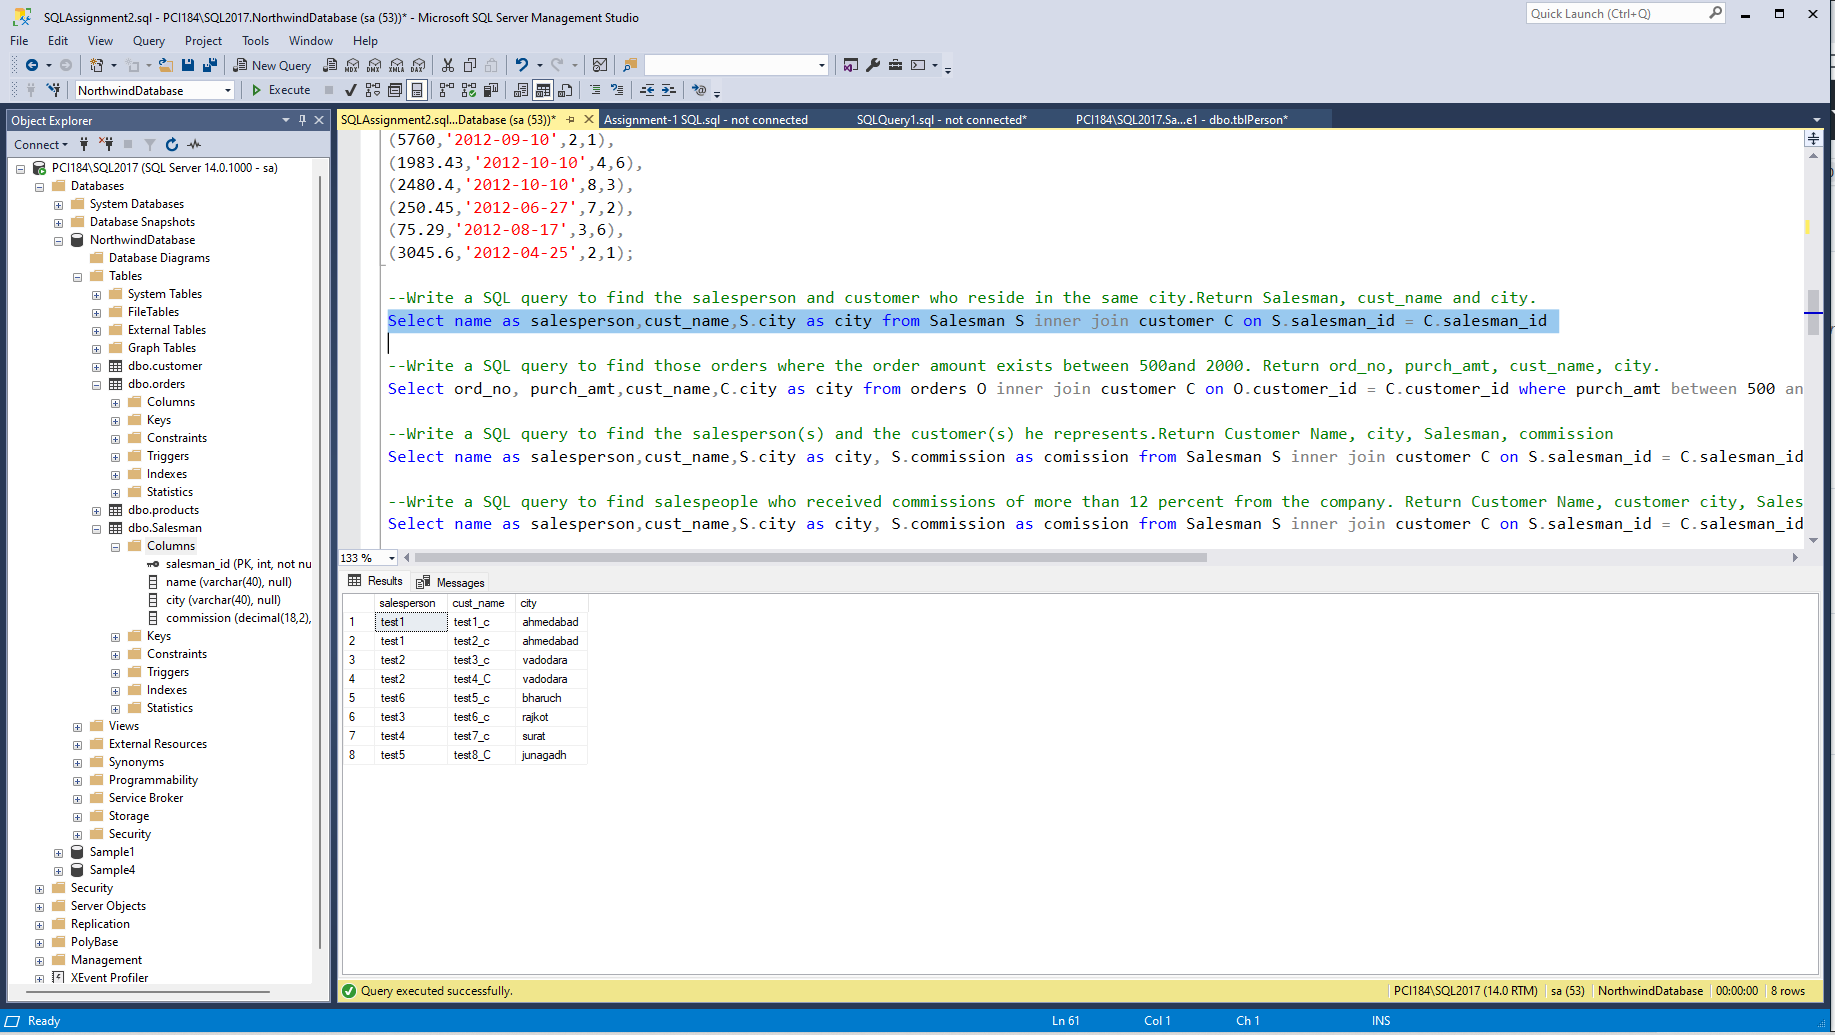 SQLAssignment2.sql - PCI184\SQL2017.NorthwindDatabase (sa (53))* - Microsoft SQL Server Management Studio
Quick Launch (Ctrl+Q)
File Edit View Query Project Tools Window Help
New Query MDX DMX XMLA DAX
NorthwindDatabase Execute
Object Explorer
SQLAssignment2.sql...Database (sa (53))* Assignment-1 SQL.sql - not connected SQLQuery1.sql - not connected* PCI184\SQL2017.Sa...e1 - dbo.tblPerson*
Connect
PCI184\SQL2017 (SQL Server 14.0.1000 - sa)
Databases
System Databases
Database Snapshots
NorthwindDatabase
Database Diagrams
Tables
System Tables
FileTables
External Tables
Graph Tables
dbo.customer
dbo.orders
Columns
Keys
Constraints
Triggers
Indexes
Statistics
dbo.products
dbo.Salesman
Columns
salesman_id (PK, int, not nu
name (varchar(40), null)
city (varchar(40), null)
commission (decimal(18,2),
Keys
Constraints
Triggers
Indexes
Statistics
Views
External Resources
Synonyms
Programmability
Service Broker
Storage
Security
Sample1
Sample4
Security
Server Objects
Replication
PolyBase
Management
XEvent Profiler
(5760,'2012-09-10',2,1),
(1983.43,'2012-10-10',4,6),
(2480.4,'2012-10-10',8,3),
(250.45,'2012-06-27',7,2),
(75.29,'2012-08-17',3,6),
(3045.6,'2012-04-25',2,1);
--Write a SQL query to find the salesperson and customer who reside in the same city.Return Salesman, cust_name and city.
Select name as salesperson,cust_name,S.city as city from Salesman S inner join customer C on S.salesman_id = C.salesman_id
--Write a SQL query to find those orders where the order amount exists between 500and 2000. Return ord_no, purch_amt, cust_name, city.
Select ord_no, purch_amt,cust_name,C.city as city from orders O inner join customer C on O.customer_id = C.customer_id where purch_amt between 500 an
--Write a SQL query to find the salesperson(s) and the customer(s) he represents.Return Customer Name, city, Salesman, commission
Select name as salesperson,cust_name,S.city as city, S.commission as comission from Salesman S inner join customer C on S.salesman_id = C.salesman_id
--Write a SQL query to find salespeople who received commissions of more than 12 percent from the company. Return Customer Name, customer city, Sales
Select name as salesperson,cust_name,S.city as city, S.commission as comission from Salesman S inner join customer C on S.salesman_id = C.salesman_id
133 %
Results Messages
salesperson cust_name city
1 test1 test1_c ahmedabad
2 test1 test2_c ahmedabad
3 test2 test3_c vadodara
4 test2 test4_C vadodara
5 test6 test5_c bharuch
6 test3 test6_c rajkot
7 test4 test7_c surat
8 test5 test8_C junagadh
Query executed successfully. PCI184\SQL2017 (14.0 RTM) sa (53) NorthwindDatabase 00:00:00 8 rows
Ready Ln 61 Col 1 Ch 1 INS